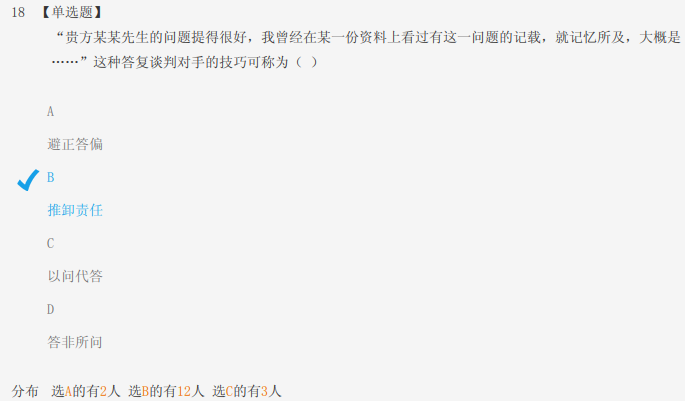 18 【单选题】
“贵方某某先生的问题提得很好，我曾经在某一份资料上看过有这一问题的记载，就记忆所及，大概是
……”这种答复谈判对手的技巧可称为（ ）
A
避正答偏
B
推卸责任
C
以问代答
D
答非所问
分布 选A的有2人 选B的有12人 选C的有3人